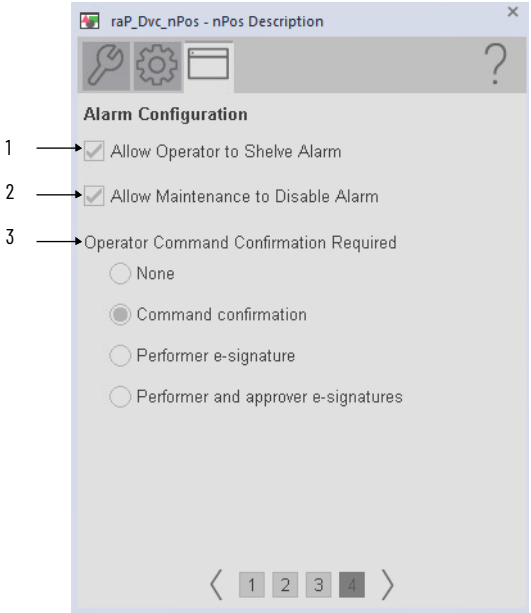 raP_Dvc_nPos - nPos Description
Alarm Configuration
1
Allow Operator to Shelve Alarm
2
Allow Maintenance to Disable Alarm
3
Operator Command Confirmation Required
None
Command confirmation
Performer e-signature
Performer and approver e-signatures
1 2 3 4